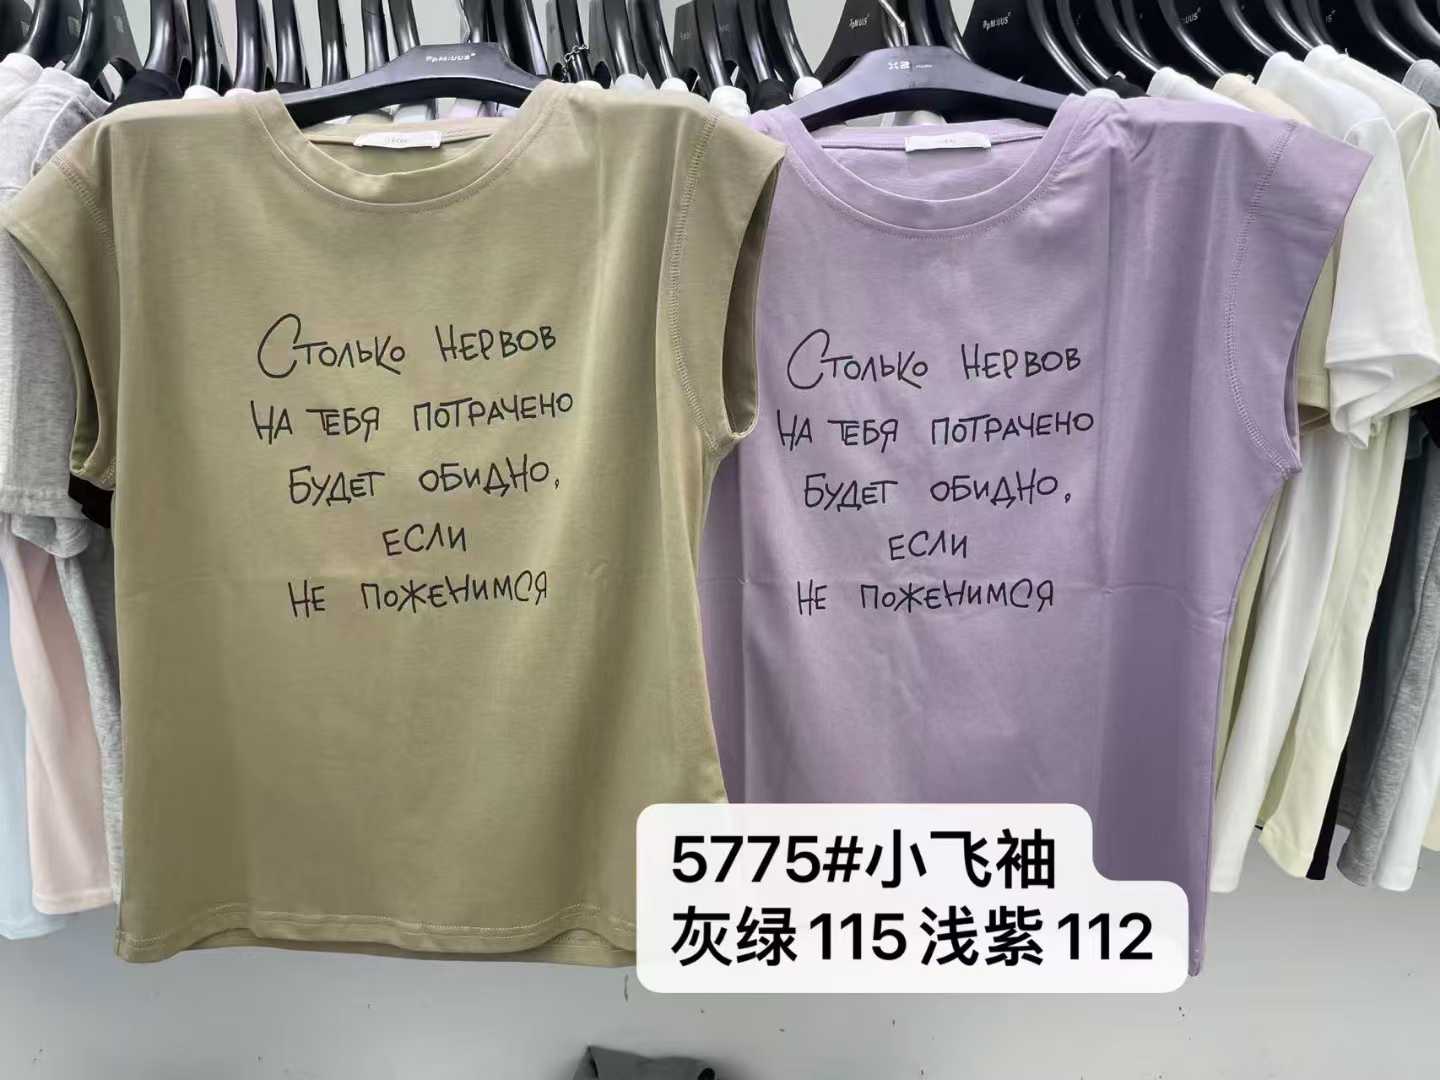 PPMIUUS
Столько нервов
на тебя потрачено
будет обидно,
если
не поженимся
Столько нервов
на тебя потрачено
будет обидно,
если
не поженимся
5775#小飞袖
灰绿115浅紫112